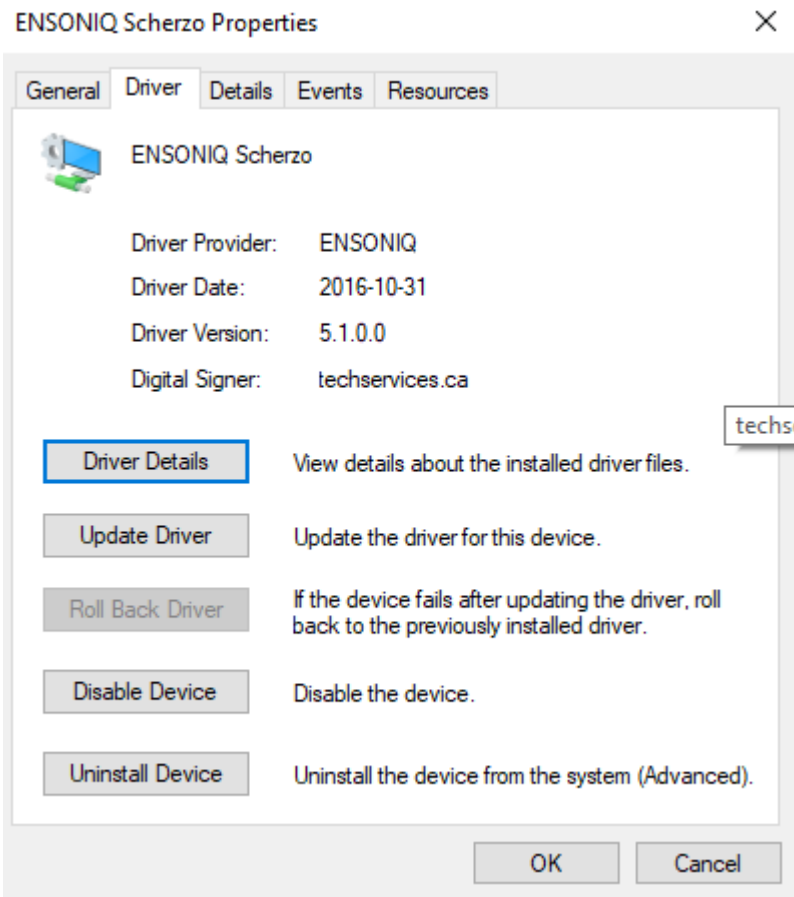 ENSONIQ Scherzo Properties
General Driver Details Events Resources
ENSONIQ Scherzo
Driver Provider: ENSONIQ
Driver Date: 2016-10-31
Driver Version: 5.1.0.0
Digital Signer: techservices.ca
Driver Details View details about the installed driver files.
Update Driver Update the driver for this device.
Roll Back Driver If the device fails after updating the driver, roll
back to the previously installed driver.
Disable Device Disable the device.
Uninstall Device Uninstall the device from the system (Advanced).
OK Cancel